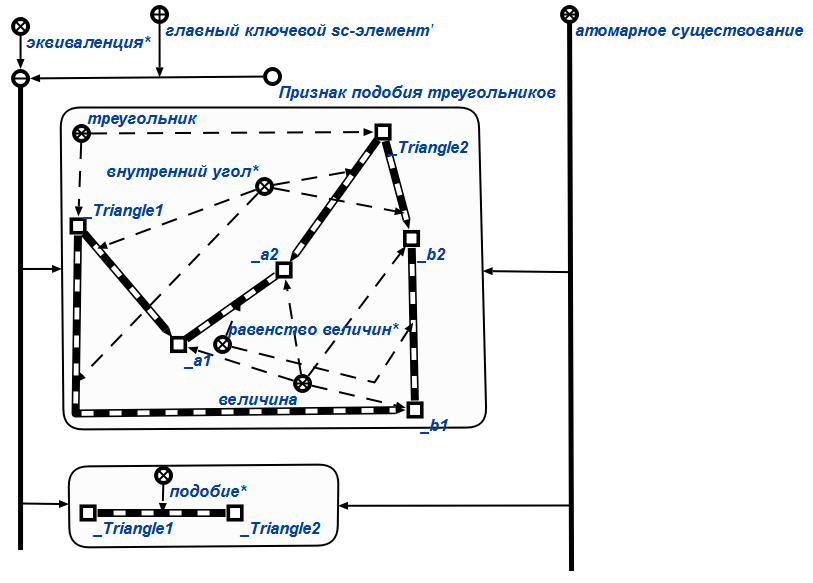 эквиваленция*
главный ключевой sc-элемент'
атомарное существование
Признак подобия треугольников
треугольник
_Triangle2
внутренний угол*
_Triangle1
_a2
_b2
равенство величин*
_a1
величина
_b1
подобие*
_Triangle1
_Triangle2